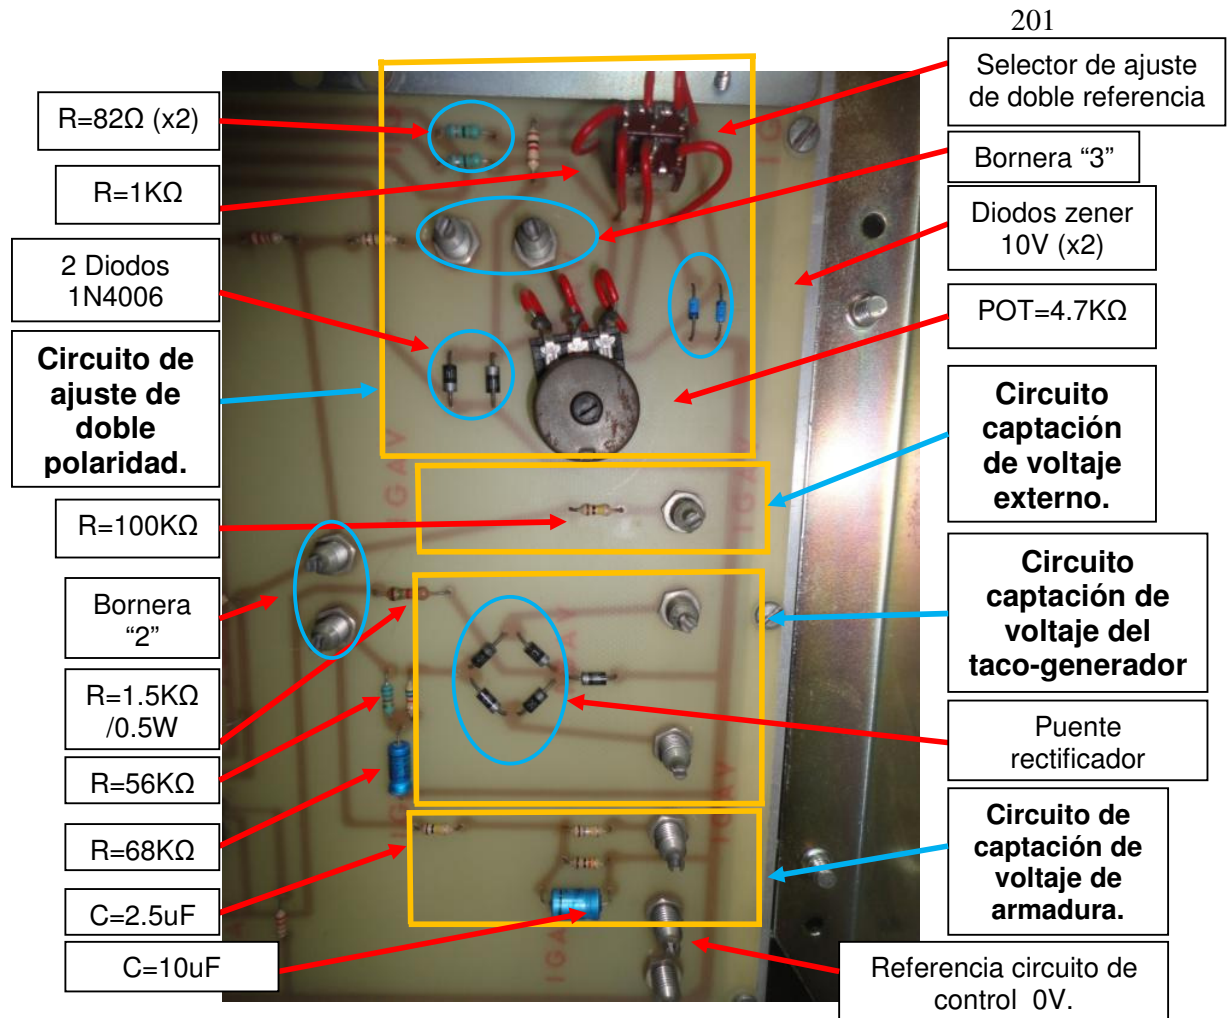 201
R=82Ω (x2)
R=1KΩ
2 Diodos
1N4006
Circuito de
ajuste de
doble
polaridad.
R=100KΩ
Bornera
“2”
R=1.5KΩ
/0.5W
R=56KΩ
R=68KΩ
C=2.5uF
C=10uF
Selector de ajuste
de doble referencia
Bornera “3”
Diodos zener
10V (x2)
POT=4.7KΩ
Circuito
captación
de voltaje
externo.
Circuito
captación de
voltaje del
taco-generador
Puente
rectificador
Circuito de
captación de
voltaje de
armadura.
Referencia circuito de
control 0V.
IGAV
IGAV
IGAV